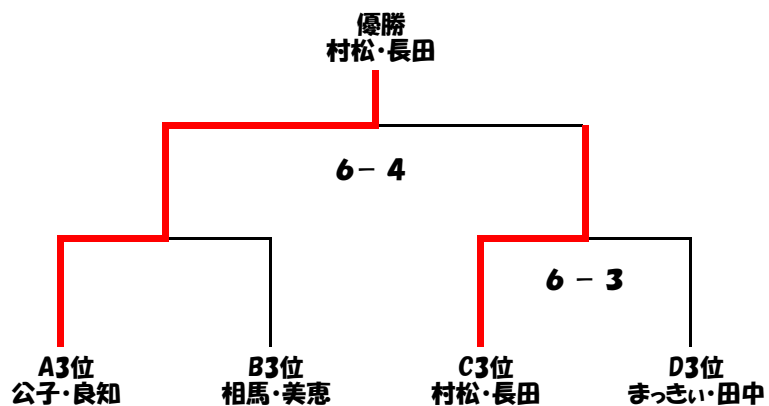 優勝
村松・長田
6－ 4
6 － 3
A3位
公子・良知
B3位
相馬・美恵
C3位
村松・長田
D3位
まっきぃ・田中